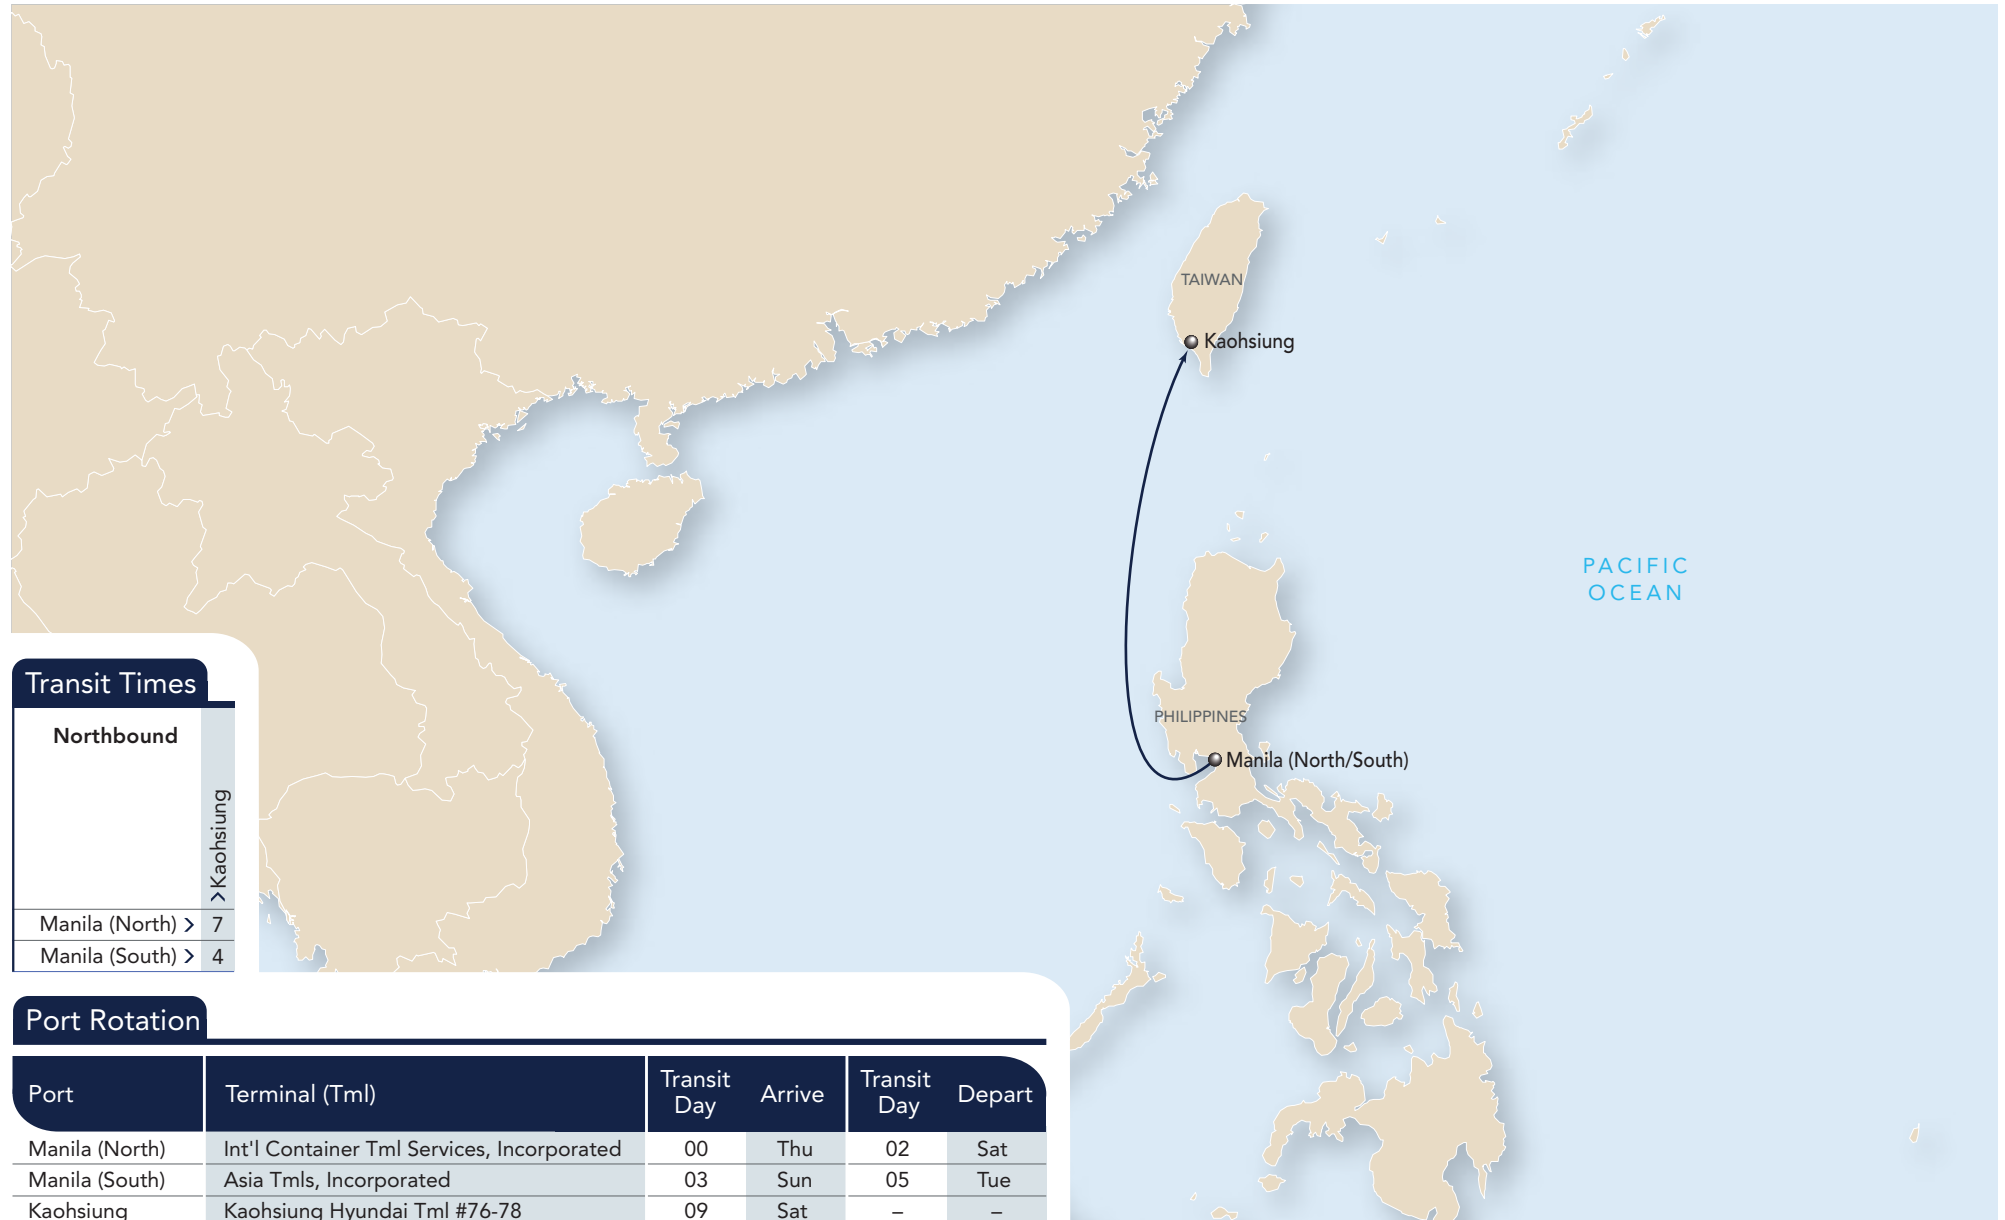 TAIWAN
Kaohsiung
PACIFIC
OCEAN
PHILIPPINES
Manila (North/South)
Transit Times
Northbound
>Kaohsiung
Manila (North) > 7
Manila (South) > 4
Port Rotation
Port Terminal (Tml) Transit Day Arrive Transit Day Depart
Manila (North) Int'l Container Tml Services, Incorporated 00 Thu 02 Sat
Manila (South) Asia Tmls, Incorporated 03 Sun 05 Tue
Kaohsiung Kaohsiung Hyundai Tml #76-78 09 Sat – –